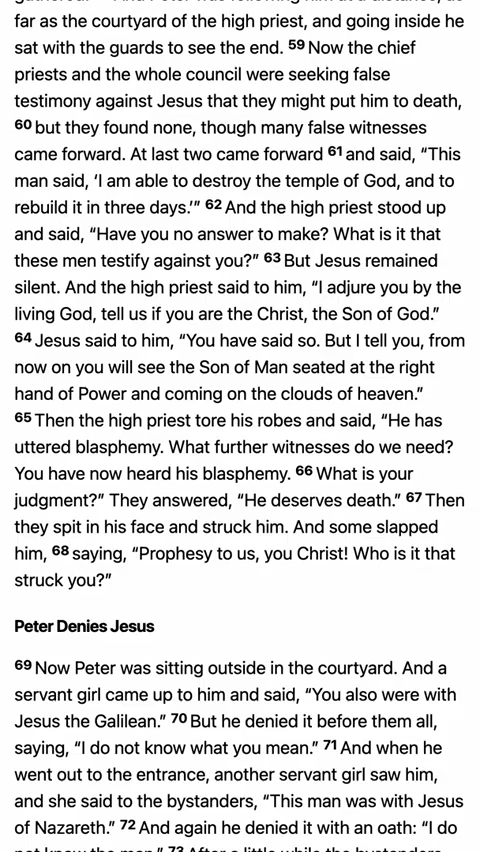 far as the courtyard of the high priest, and going inside he
sat with the guards to see the end. 59 Now the chief
priests and the whole council were seeking false
testimony against Jesus that they might put him to death,
60 but they found none, though many false witnesses
came forward. At last two came forward 61 and said, “This
man said, ‘I am able to destroy the temple of God, and to
rebuild it in three days.’” 62 And the high priest stood up
and said, “Have you no answer to make? What is it that
these men testify against you?” 63 But Jesus remained
silent. And the high priest said to him, “I adjure you by the
living God, tell us if you are the Christ, the Son of God.”
64 Jesus said to him, “You have said so. But I tell you, from
now on you will see the Son of Man seated at the right
hand of Power and coming on the clouds of heaven.”
65 Then the high priest tore his robes and said, “He has
uttered blasphemy. What further witnesses do we need?
You have now heard his blasphemy. 66 What is your
judgment?” They answered, “He deserves death.” 67 Then
they spit in his face and struck him. And some slapped
him, 68 saying, “Prophesy to us, you Christ! Who is it that
struck you?”
Peter Denies Jesus
69 Now Peter was sitting outside in the courtyard. And a
servant girl came up to him and said, “You also were with
Jesus the Galilean.” 70 But he denied it before them all,
saying, “I do not know what you mean.” 71 And when he
went out to the entrance, another servant girl saw him,
and she said to the bystanders, “This man was with Jesus
of Nazareth.” 72 And again he denied it with an oath: “I do
not know the man.” 73 After a little while the bystanders